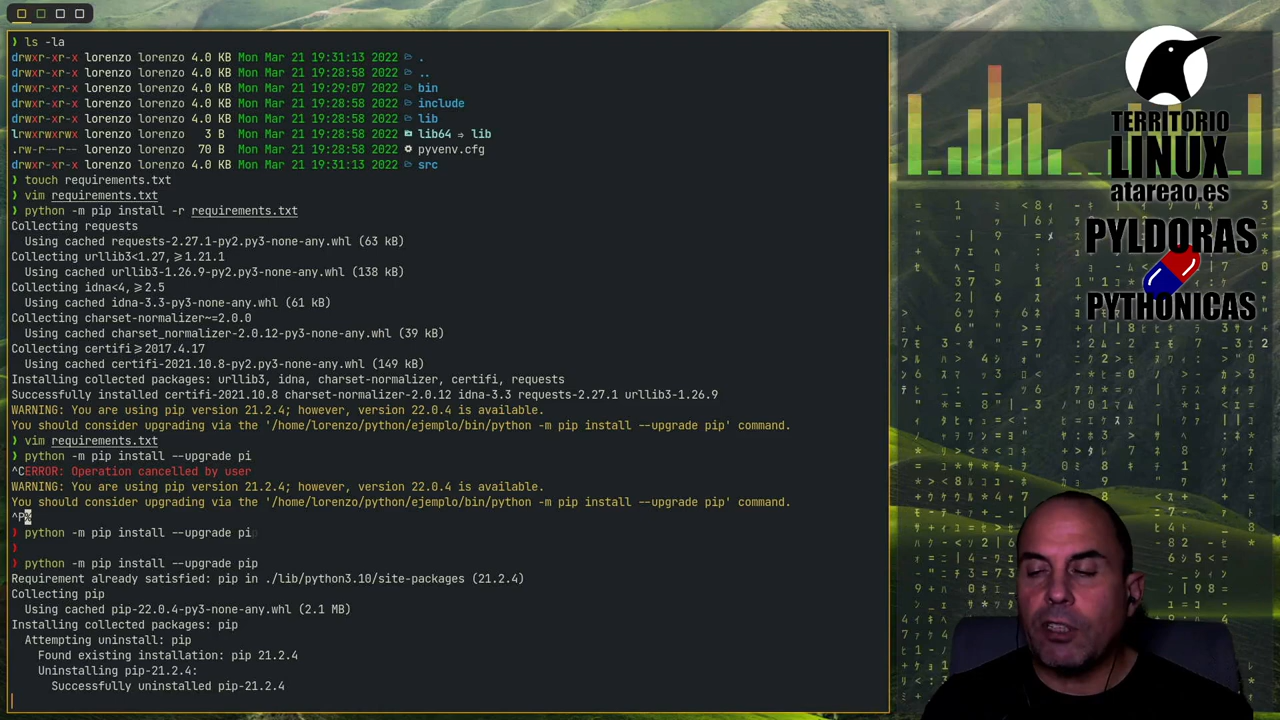 ❯ ls -la
drwxr-xr-x lorenzo lorenzo 4.0 KB Mon Mar 21 19:31:13 2022 .
drwxr-xr-x lorenzo lorenzo 4.0 KB Mon Mar 21 19:28:58 2022 ..
drwxr-xr-x lorenzo lorenzo 4.0 KB Mon Mar 21 19:29:07 2022 bin
drwxr-xr-x lorenzo lorenzo 4.0 KB Mon Mar 21 19:28:58 2022 include
drwxr-xr-x lorenzo lorenzo 4.0 KB Mon Mar 21 19:28:58 2022 lib
lrwxrwxrwx lorenzo lorenzo 3 B Mon Mar 21 19:28:58 2022 lib64 ⇒ lib
.rw-r--r-- lorenzo lorenzo 70 B Mon Mar 21 19:28:58 2022 pyvenv.cfg
drwxr-xr-x lorenzo lorenzo 4.0 KB Mon Mar 21 19:28:58 2022 src
❯ touch requirements.txt
❯ vim requirements.txt
❯ python -m pip install -r requirements.txt
Collecting requests
Using cached requests-2.27.1-py2.py3-none-any.whl (63 kB)
Collecting urllib3<1.27,≥1.21.1
Using cached urllib3-1.26.9-py2.py3-none-any.whl (138 kB)
Collecting idna<4,≥2.5
Using cached idna-3.3-py3-none-any.whl (61 kB)
Collecting charset-normalizer~=2.0.0
Using cached charset_normalizer-2.0.12-py3-none-any.whl (39 kB)
Collecting certifi≥2017.4.17
Using cached certifi-2021.10.8-py2.py3-none-any.whl (149 kB)
Installing collected packages: urllib3, idna, charset-normalizer, certifi, requests
Successfully installed certifi-2021.10.8 charset-normalizer-2.0.12 idna-3.3 requests-2.27.1 urllib3-1.26.9
WARNING: You are using pip version 21.2.4; however, version 22.0.4 is available.
You should consider upgrading via the '/home/lorenzo/python/ejemplo/bin/python -m pip install --upgrade pip' command.
❯ vim requirements.txt
❯ python -m pip install --upgrade pi
^CERROR: Operation cancelled by user
WARNING: You are using pip version 21.2.4; however, version 22.0.4 is available.
You should consider upgrading via the '/home/lorenzo/python/ejemplo/bin/python -m pip install --upgrade pip' command.
^P%
❯ python -m pip install --upgrade pip
❯
❯ python -m pip install --upgrade pip
Requirement already satisfied: pip in ./lib/python3.10/site-packages (21.2.4)
Collecting pip
Using cached pip-22.0.4-py3-none-any.whl (2.1 MB)
Installing collected packages: pip
Attempting uninstall: pip
Found existing installation: pip 21.2.4
Uninstalling pip-21.2.4:
Successfully uninstalled pip-21.2.4
TERRITORIO
LINUX
atareao.es
PYLDORAS
PYTHONICAS